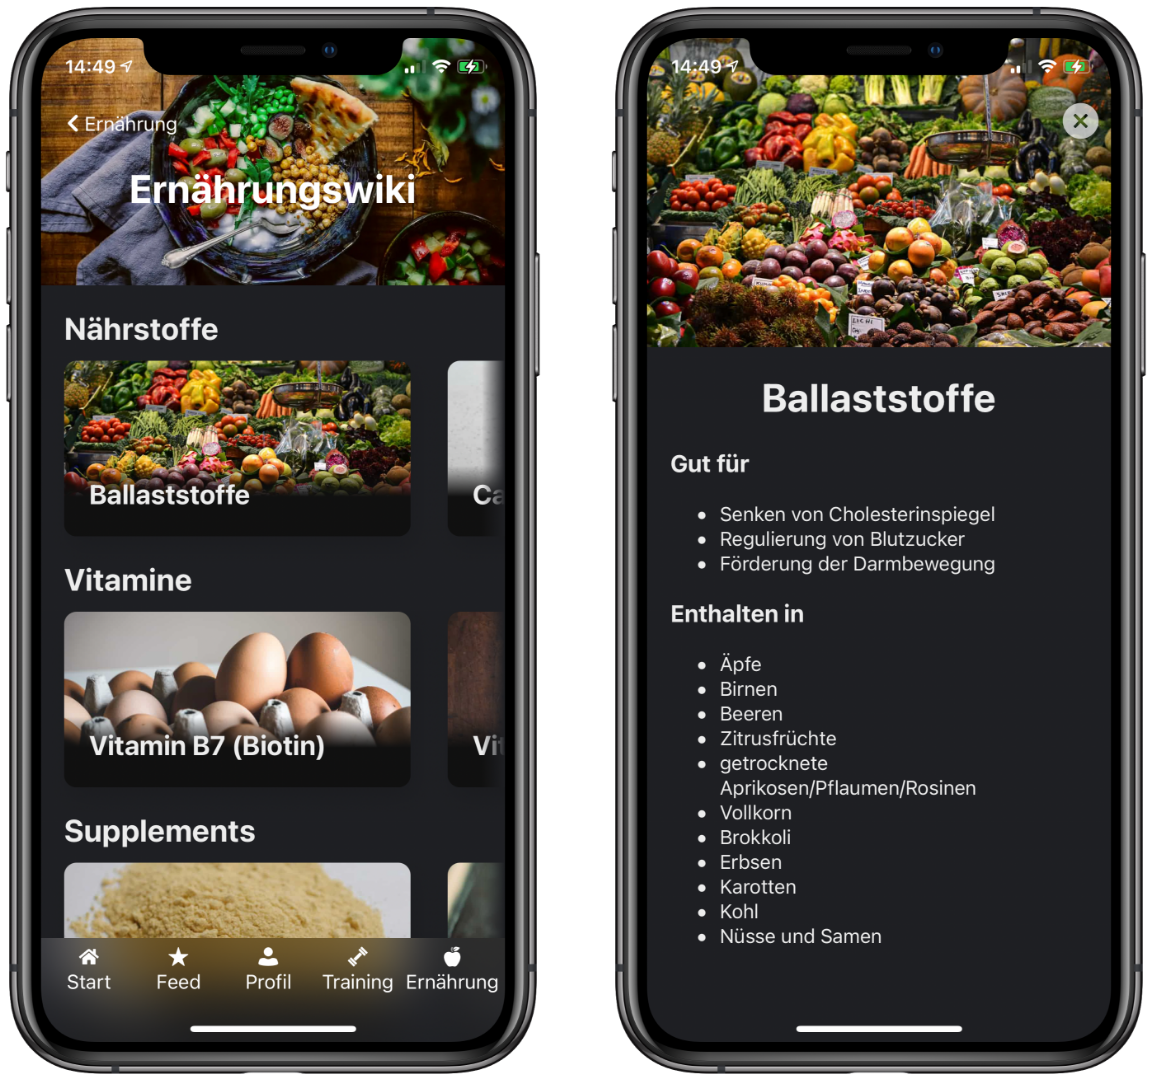 14:49
Ernährung
Ernährungswiki
Nährstoffe
Ballaststoffe
Ca
Vitamine
Vitamin B7 (Biotin)
Vit
Supplements
Start
Feed
Profil
Training
Ernährung
14:49
Ballaststoffe
Gut für
Senken von Cholesterinspiegel
Regulierung von Blutzucker
Förderung der Darmbewegung
Enthalten in
Äpfe
Birnen
Beeren
Zitrusfrüchte
getrocknete
Aprikosen/Pflaumen/Rosinen
Vollkorn
Brokkoli
Erbsen
Karotten
Kohl
Nüsse und Samen